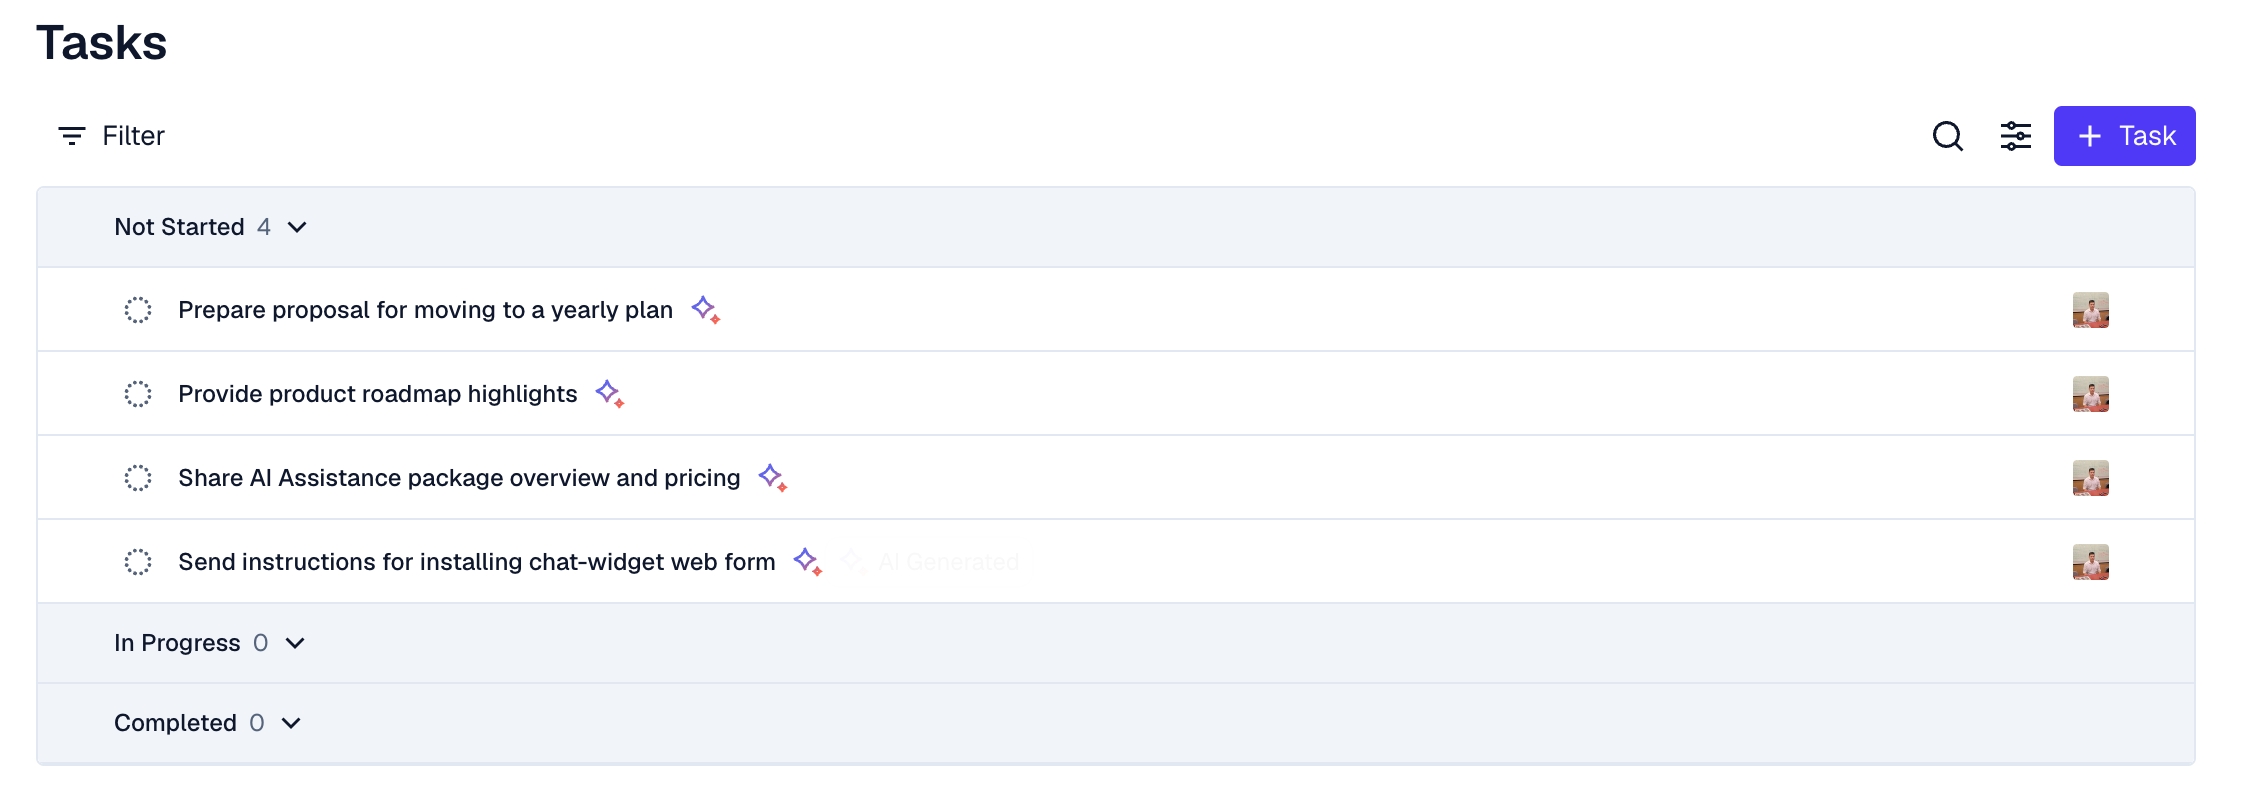 Tasks
Filter
+ Task
Not Started 4
Prepare proposal for moving to a yearly plan
Provide product roadmap highlights
Share AI Assistance package overview and pricing
Send instructions for installing chat-widget web form AI Generated
In Progress 0
Completed 0